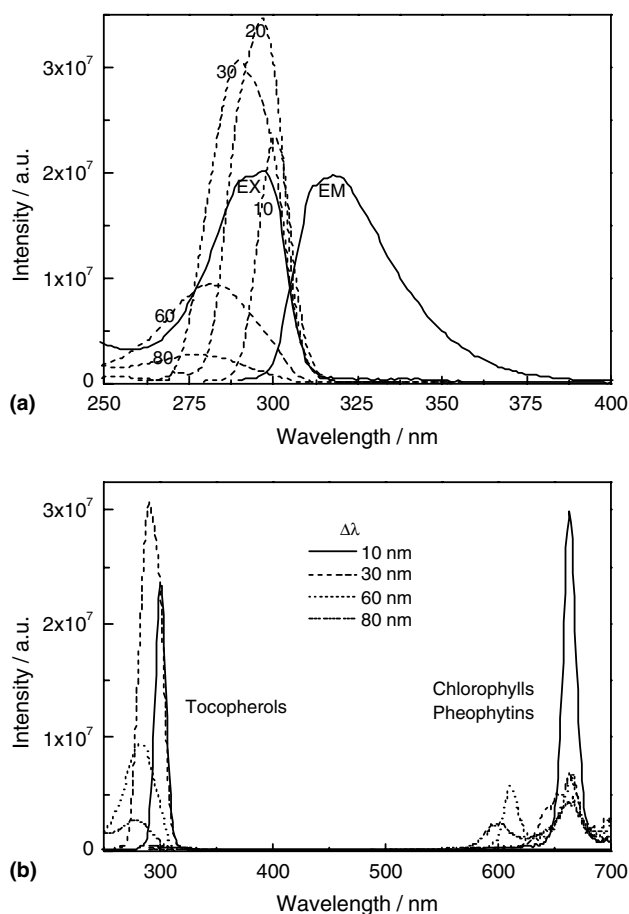 3x10⁷
2x10⁷
1x10⁷
0
Intensity / a.u.
20
30
EX
10
EM
60
80
250 275 300 325 350 375 400
(a)
Wavelength / nm
3x10⁷
2x10⁷
1x10⁷
0
Intensity / a.u.
Δλ
10 nm
30 nm
60 nm
80 nm
Tocopherols
Chlorophylls
Pheophytins
300 400 500 600 700
(b)
Wavelength / nm